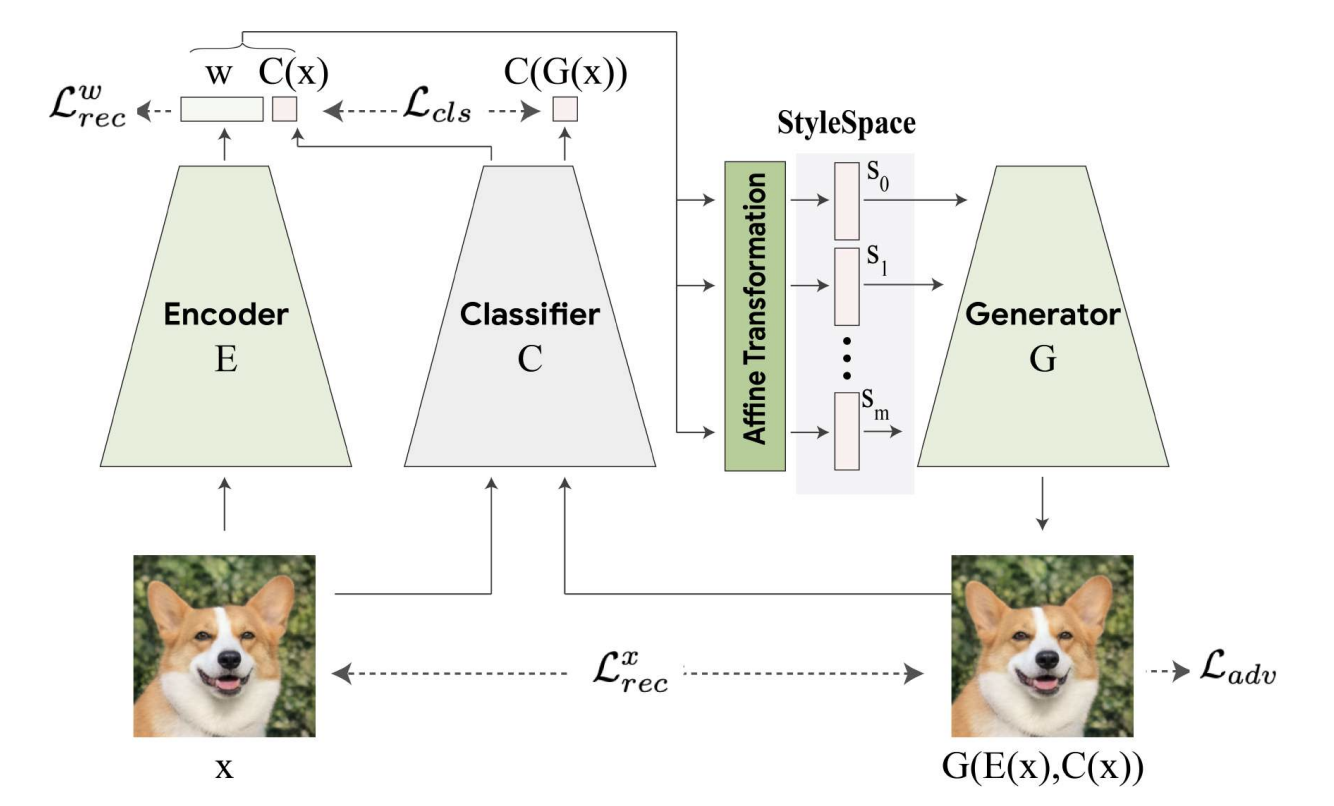 w C(x) C(G(x))
ℒ^w_rec ℒ_cls
StyleSpace
Encoder
E
Classifier
C
Affine Transformation
s_0
s_1
s_m
Generator
G
ℒ^x_rec
ℒ_adv
x
G(E(x),C(x))